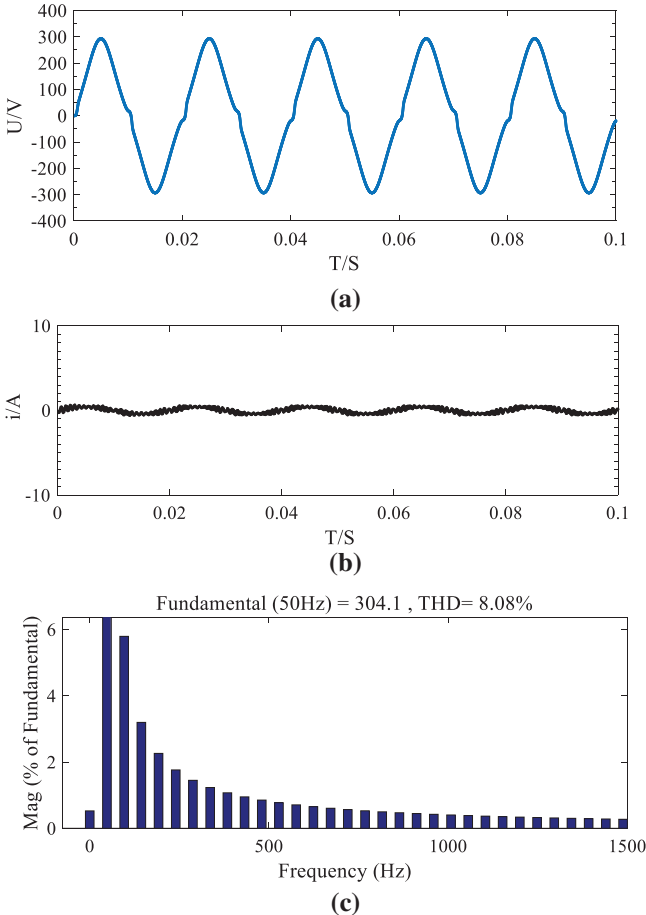 400
300
200
100
0
-100
-200
-300
-400
U/V
0 0.02 0.04 0.06 0.08 0.1
T/S
(a)
10
0
-10
i/A
0 0.02 0.04 0.06 0.08 0.1
T/S
(b)
Fundamental (50Hz) = 304.1 , THD= 8.08%
6
4
2
0
Mag (% of Fundamental)
0 500 1000 1500
Frequency (Hz)
(c)